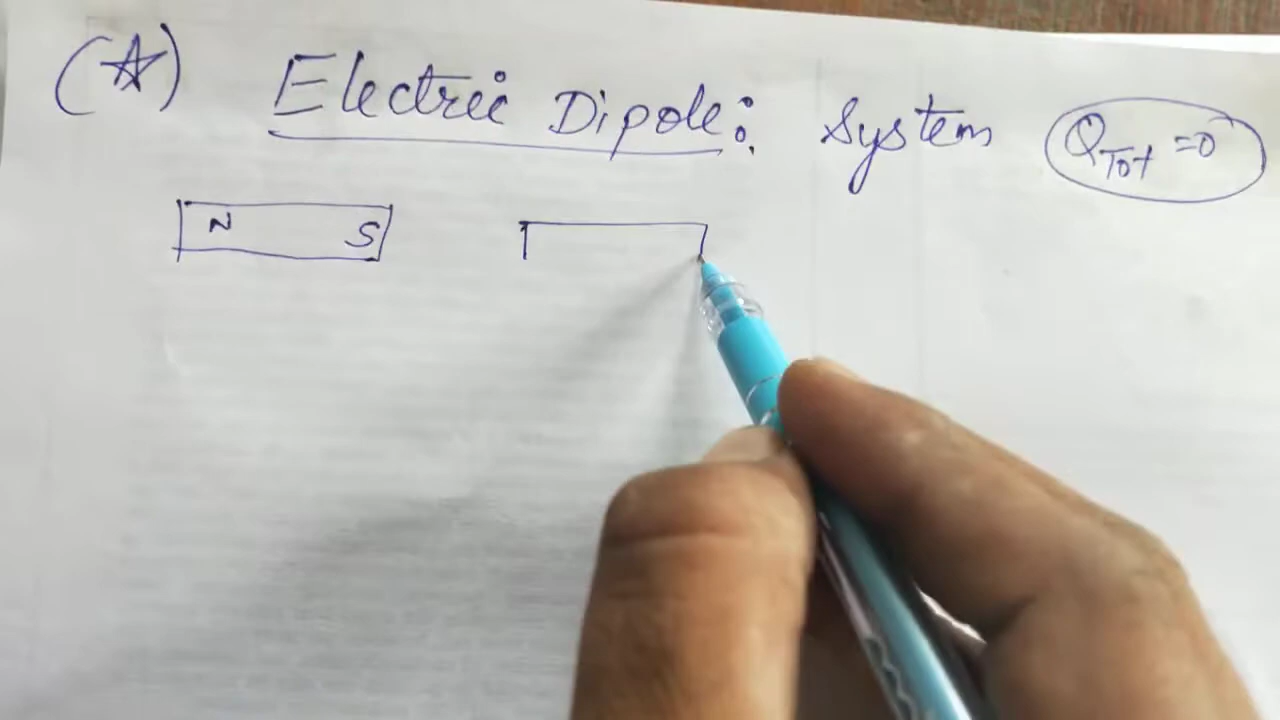 (☆) Electric Dipole: System Q_Tot = 0
N S